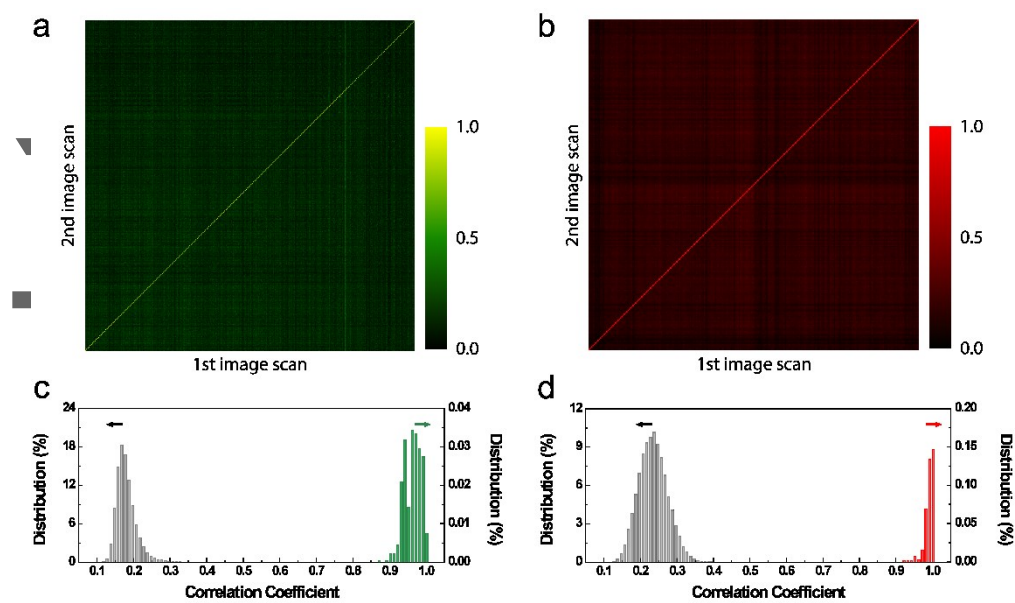 a
2nd image scan
1st image scan
1.0
0.5
0.0
b
2nd image scan
1st image scan
1.0
0.5
0.0
c
Distribution (%)
24
18
12
6
0
0.04
0.03
0.02
0.01
0.00
Distribution (%)
0.1 0.2 0.3 0.4 0.5 0.6 0.7 0.8 0.9 1.0
Correlation Coefficient
d
Distribution (%)
12
9
6
3
0
0.20
0.15
0.10
0.05
0.00
Distribution (%)
0.1 0.2 0.3 0.4 0.5 0.6 0.7 0.8 0.9 1.0
Correlation Coefficient